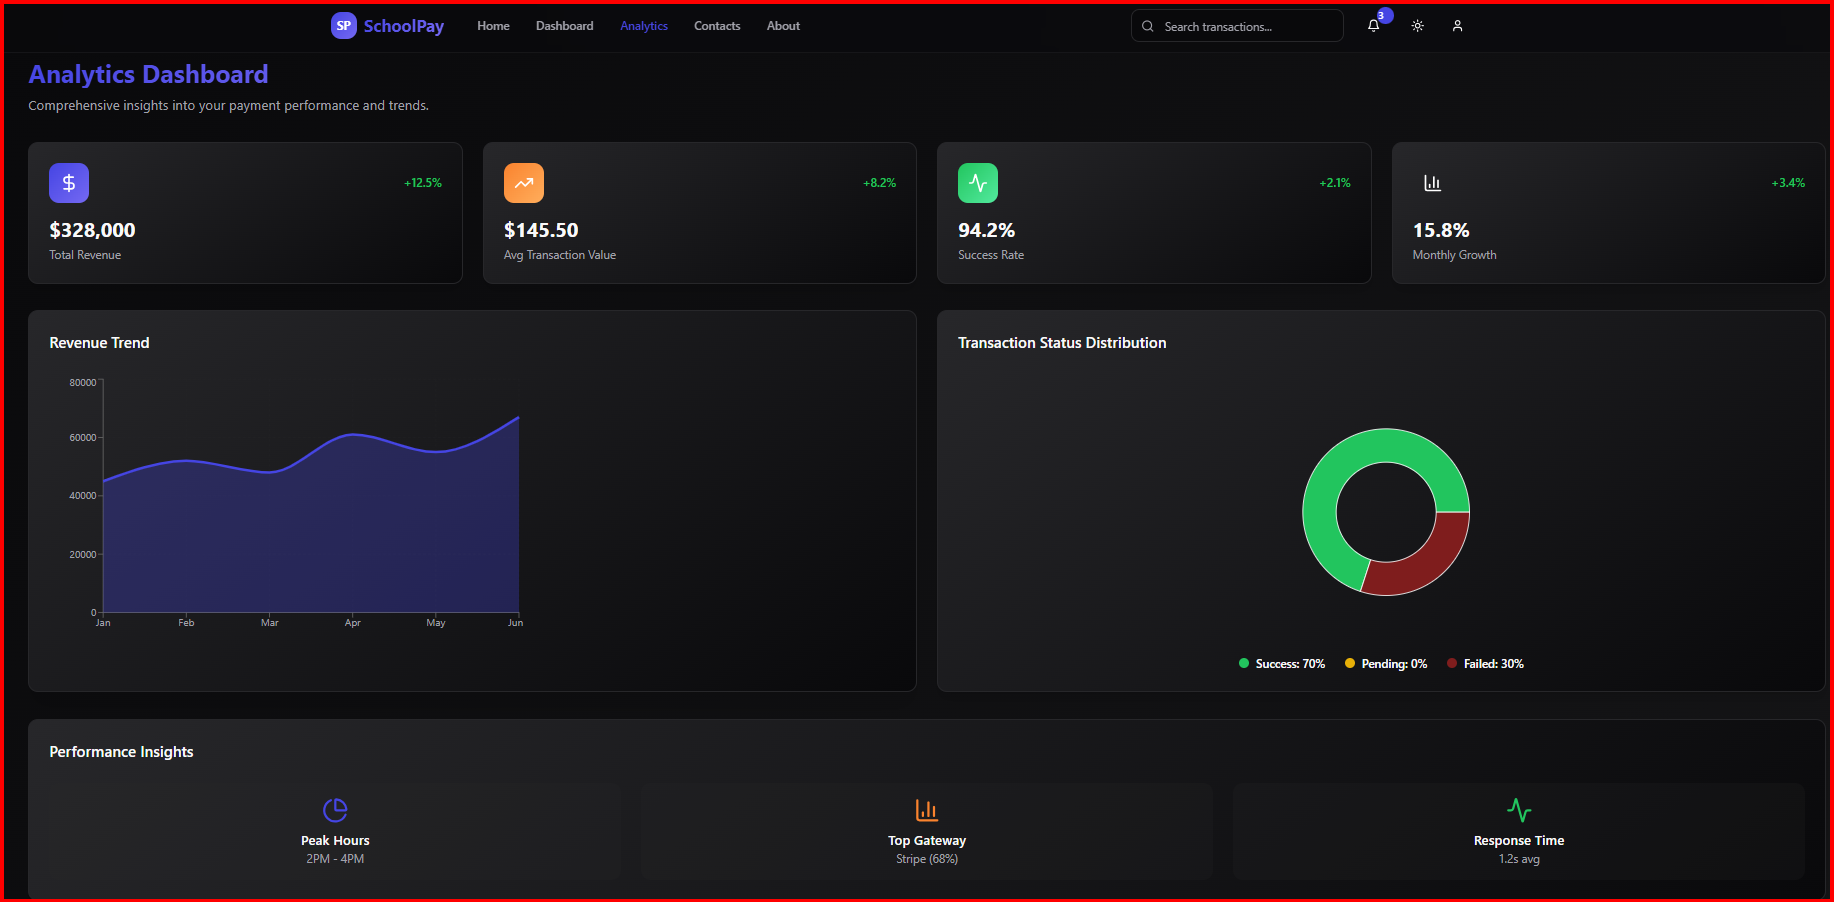 SP SchoolPay Home Dashboard Analytics Contacts About Search transactions... 3
Analytics Dashboard
Comprehensive insights into your payment performance and trends.
+12.5%
$328,000
Total Revenue
+8.2%
$145.50
Avg Transaction Value
+2.1%
94.2%
Success Rate
+3.4%
15.8%
Monthly Growth
Revenue Trend
80000
60000
40000
20000
0
Jan Feb Mar Apr May Jun
Transaction Status Distribution
Success: 70% Pending: 0% Failed: 30%
Performance Insights
Peak Hours
2PM - 4PM
Top Gateway
Stripe (68%)
Response Time
1.2s avg